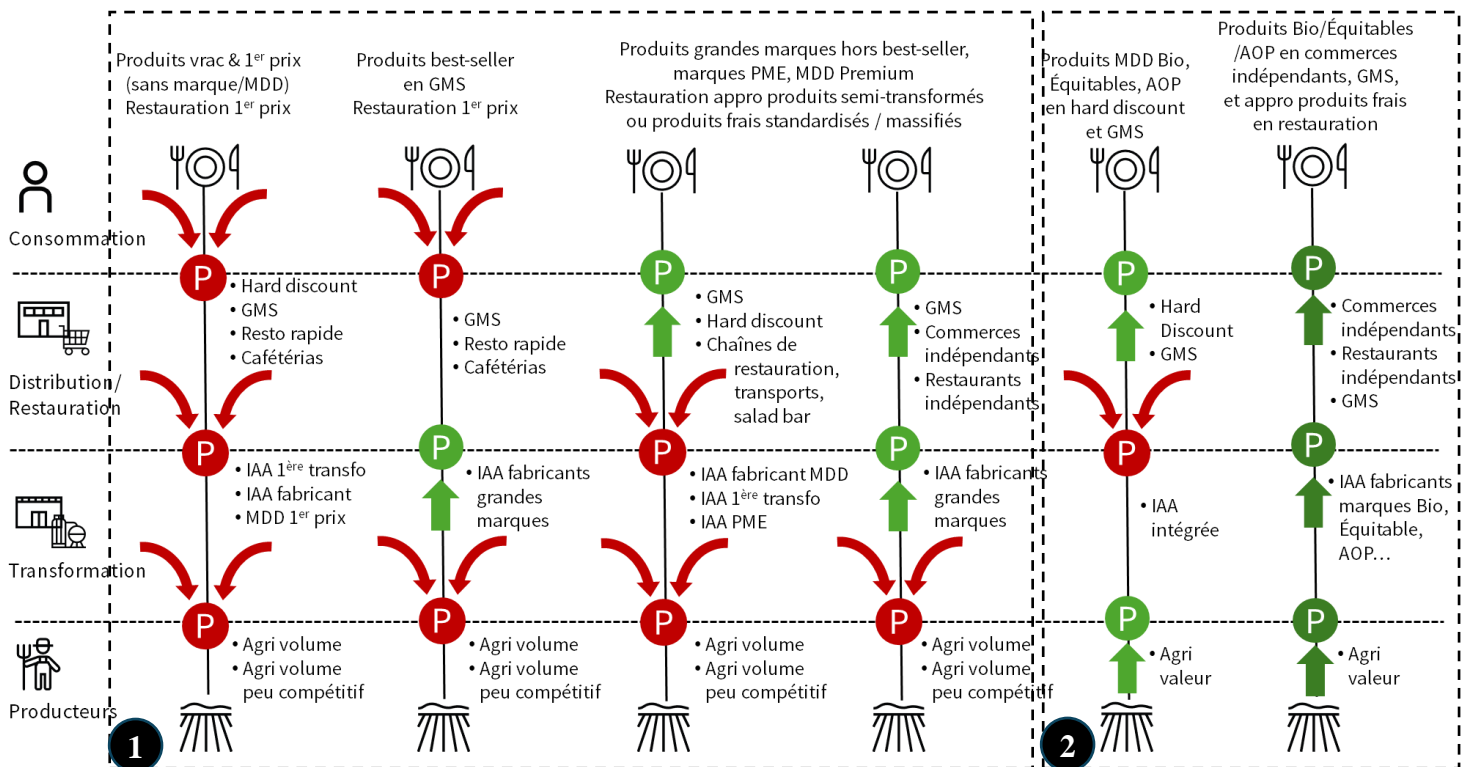 Produits vrac & 1er prix
(sans marque/MDD)
Restauration 1er prix
Produits best-seller
en GMS
Restauration 1er prix
Produits grandes marques hors best-seller,
marques PME, MDD Premium
Restauration appro produits semi-transformés
ou produits frais standardisés / massifiés
Produits MDD Bio,
Équitables, AOP
en hard discount
et GMS
Produits Bio/Équitables
/AOP en commerces
indépendants, GMS,
et appro produits frais
en restauration
Consommation
P
P
P
P
P
P
Distribution/
Restauration
• Hard discount
• GMS
• Resto rapide
• Cafétérias
• GMS
• Resto rapide
• Cafétérias
• GMS
• Hard discount
• Chaînes de
restauration,
transports,
salad bar
• GMS
• Commerces
indépendants
• Restaurants
indépendants
• Hard
Discount
• GMS
• Commerces
indépendants
• Restaurants
indépendants
• GMS
P
P
P
P
P
P
Transformation
• IAA 1ère transfo
• IAA fabricant
• MDD 1er prix
• IAA fabricants
grandes
marques
• IAA fabricant MDD
• IAA 1ère transfo
• IAA PME
• IAA fabricants
grandes
marques
• IAA
intégrée
• IAA fabricants
marques Bio,
Équitable,
AOP…
P
P
P
P
P
P
Producteurs
• Agri volume
• Agri volume
peu compétitif
• Agri volume
• Agri volume
peu compétitif
• Agri volume
• Agri volume
peu compétitif
• Agri volume
• Agri volume
peu compétitif
• Agri
valeur
• Agri
valeur
1
2